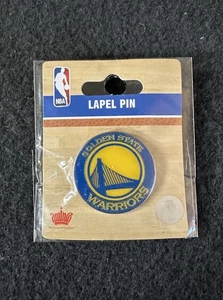 NBA
LAPEL PIN
GOLDEN STATE
WARRIORS